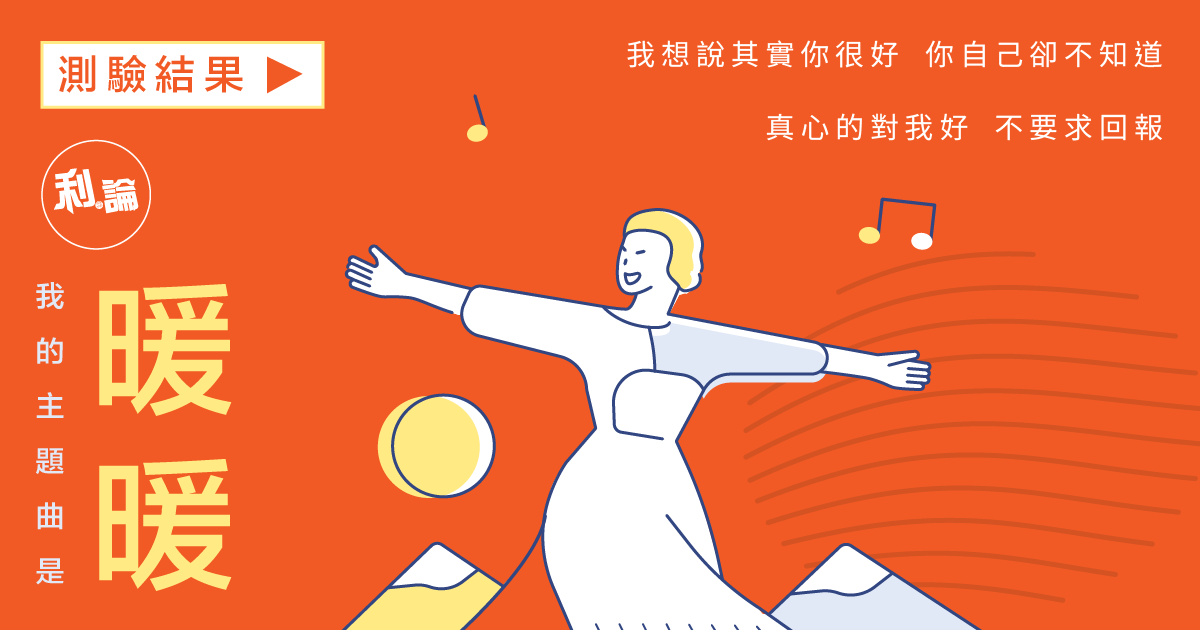 測驗結果
利論
我的主題曲是
暖暖
我想說其實你很好 你自己卻不知道
真心的對我好 不要求回報